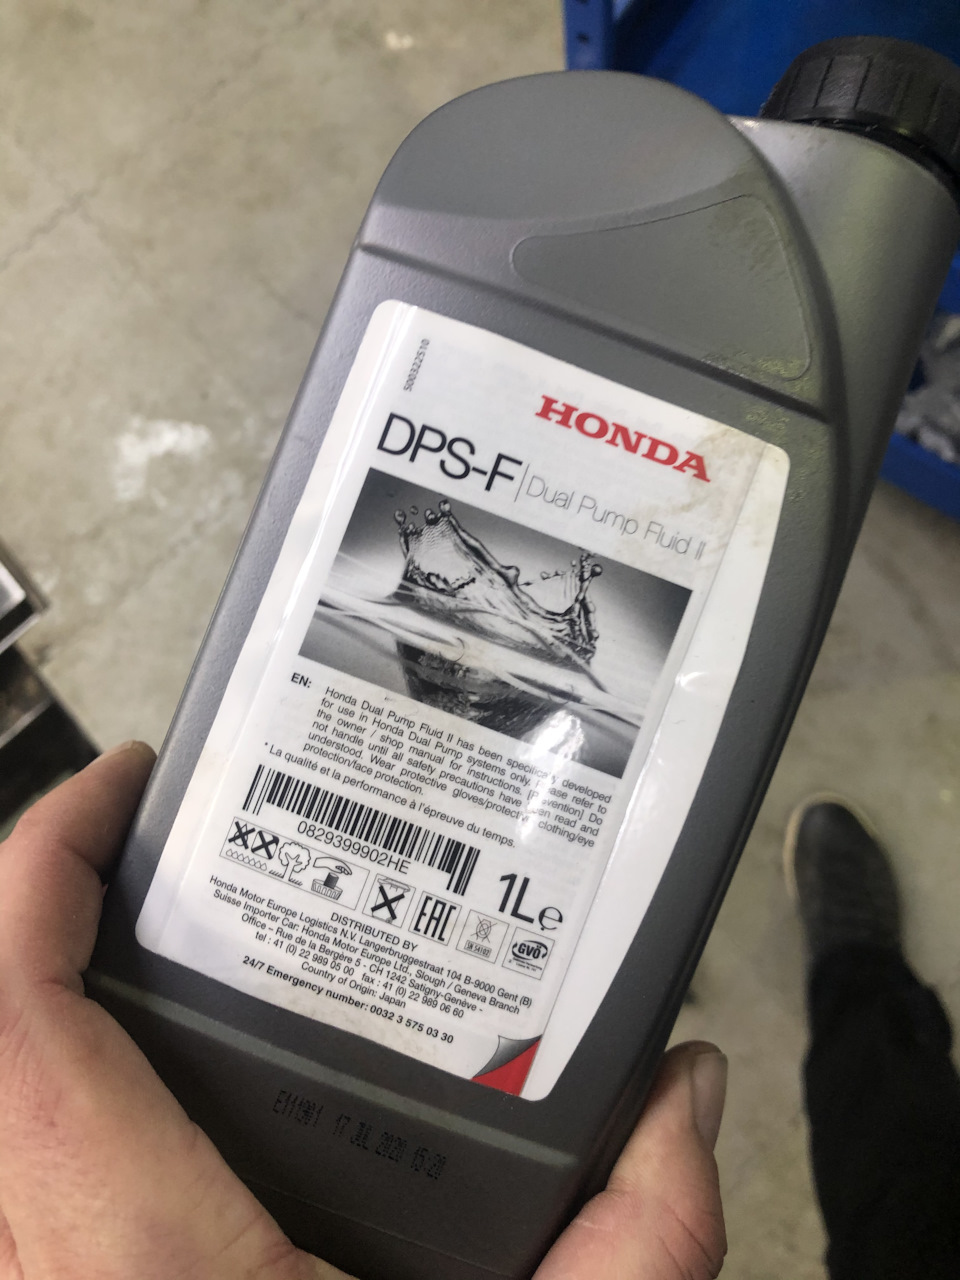 S00322510
HONDA
DPS-F | Dual Pump Fluid II
EN: Honda Dual Pump Fluid II has been specifically developed
for use in Honda Dual Pump systems only. Please refer to
the owner / shop manual for instructions. [Prevention] Do
not handle until all safety precautions have been read and
understood. Wear protective gloves/protective clothing/eye
protection/face protection.
* La qualité et la performance à l'épreuve du temps.
0829399902HE
1L e
EAC
GVÖ
DISTRIBUTED BY
Honda Motor Europe Logistics N.V. Langerbruggestraat 104 B-9000 Gent (B)
Suisse Importer Car: Honda Motor Europe Ltd., Slough / Geneva Branch
Office - Rue de la Bergère 5 - CH 1242 Satigny-Genève -
tel : 41 (0) 22 989 05 00 fax : 41 (0) 22 989 06 60
Country of Origin: Japan
24/7 Emergency number: 0032 3 575 03 30
17 JUL 2020 15:20